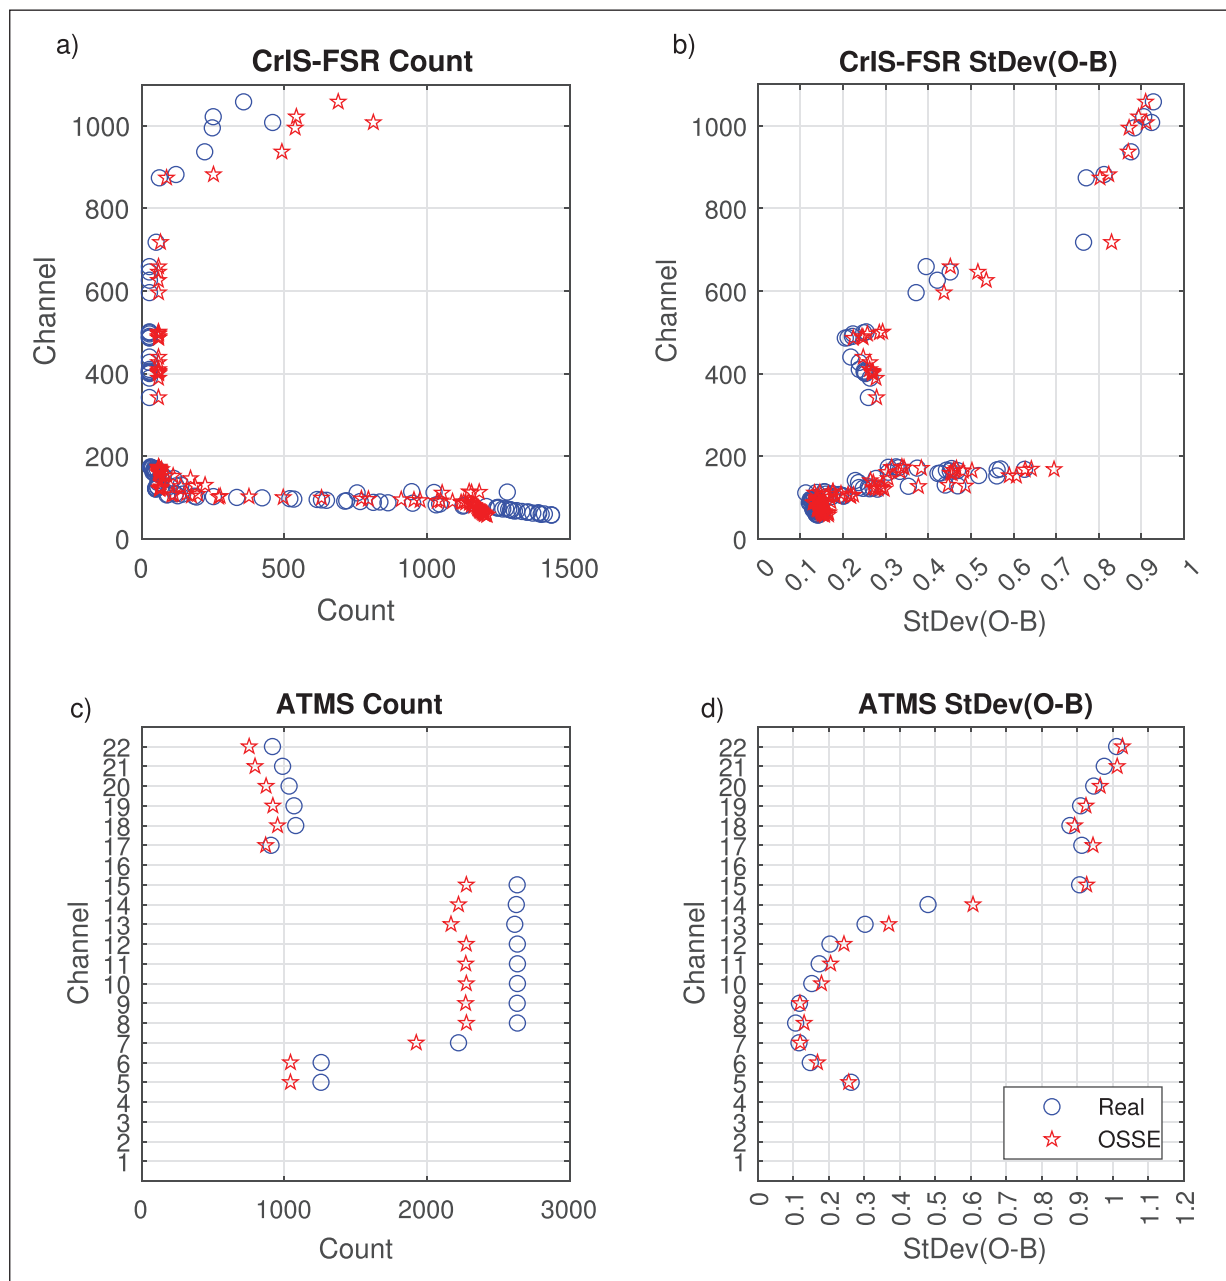 a)
CrIS-FSR Count
1000
800
600
400
200
0
Channel
0 500 1000 1500
Count
b)
CrIS-FSR StDev(O-B)
1000
800
600
400
200
0
Channel
0 0.1 0.2 0.3 0.4 0.5 0.6 0.7 0.8 0.9 1
StDev(O-B)
c)
ATMS Count
22
21
20
19
18
17
16
15
14
13
12
11
10
9
8
7
6
5
4
3
2
1
Channel
0 1000 2000 3000
Count
d)
ATMS StDev(O-B)
22
21
20
19
18
17
16
15
14
13
12
11
10
9
8
7
6
5
4
3
2
1
Channel
Real
OSSE
0 0.1 0.2 0.3 0.4 0.5 0.6 0.7 0.8 0.9 1 1.1 1.2
StDev(O-B)